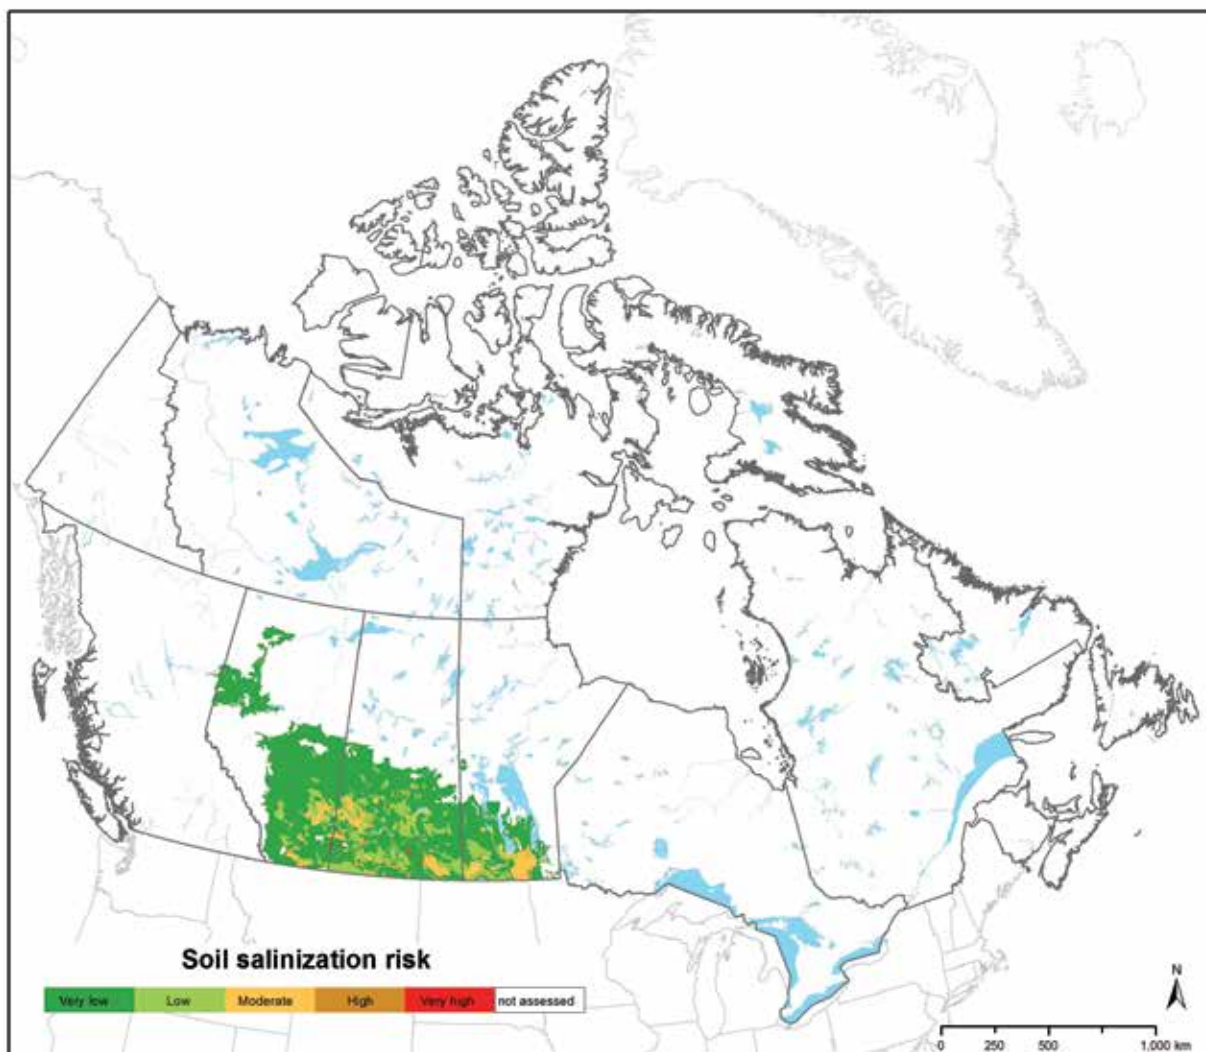 Soil salinization risk
Very low Low Moderate High Very high not assessed
N
0 250 500 1,000 km